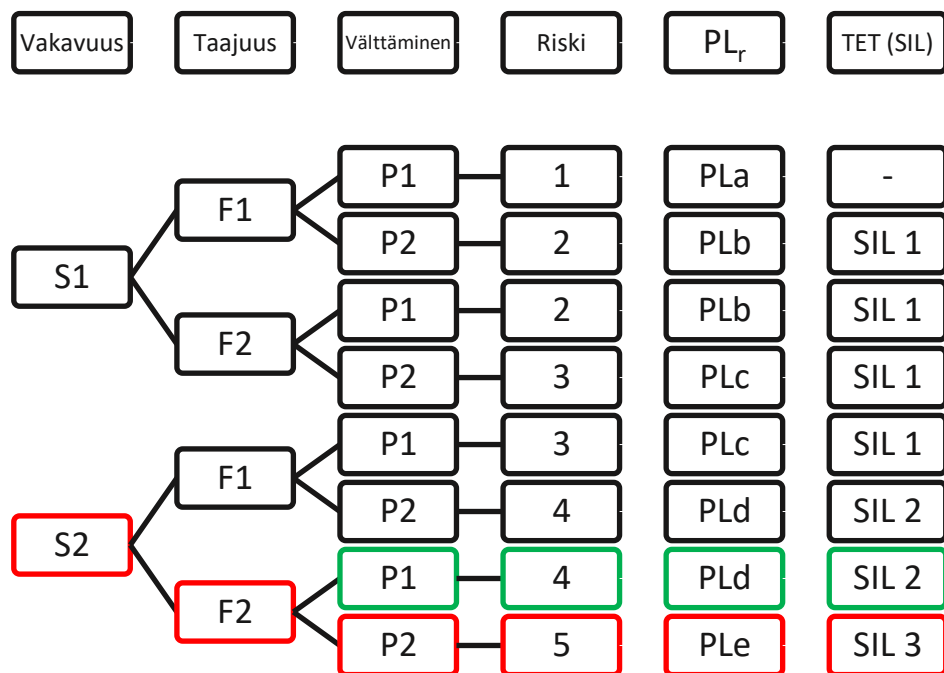 Vakavuus Taajuus Välttäminen Riski PLr TET (SIL)
P1 1 PLa -
F1
P2 2 PLb SIL 1
S1
P1 2 PLb SIL 1
F2
P2 3 PLc SIL 1
P1 3 PLc SIL 1
F1
P2 4 PLd SIL 2
S2
P1 4 PLd SIL 2
F2
P2 5 PLe SIL 3